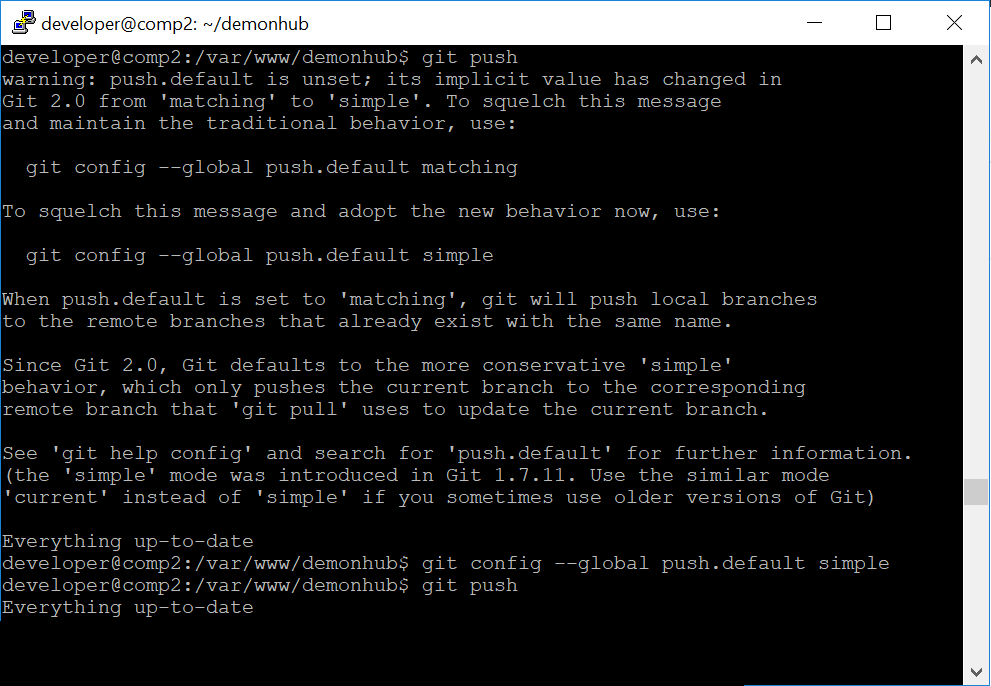 developer@comp2: ~/demonhub
developer@comp2:/var/www/demonhub$ git push
warning: push.default is unset; its implicit value has changed in
Git 2.0 from 'matching' to 'simple'. To squelch this message
and maintain the traditional behavior, use:
git config --global push.default matching
To squelch this message and adopt the new behavior now, use:
git config --global push.default simple
When push.default is set to 'matching', git will push local branches
to the remote branches that already exist with the same name.
Since Git 2.0, Git defaults to the more conservative 'simple'
behavior, which only pushes the current branch to the corresponding
remote branch that 'git pull' uses to update the current branch.
See 'git help config' and search for 'push.default' for further information.
(the 'simple' mode was introduced in Git 1.7.11. Use the similar mode
'current' instead of 'simple' if you sometimes use older versions of Git)
Everything up-to-date
developer@comp2:/var/www/demonhub$ git config --global push.default simple
developer@comp2:/var/www/demonhub$ git push
Everything up-to-date